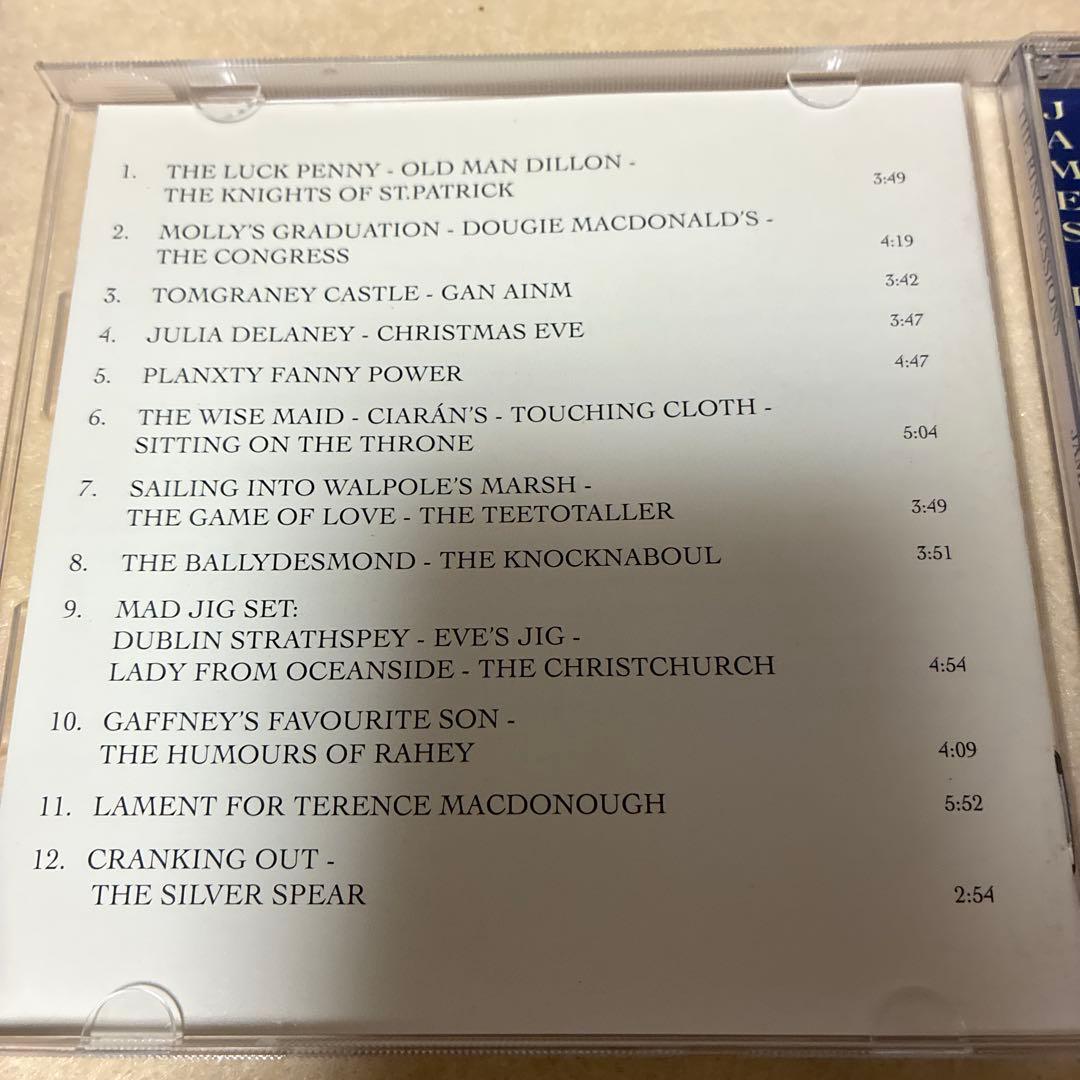 1. THE LUCK PENNY - OLD MAN DILLON -
THE KNIGHTS OF ST.PATRICK 3:49
2. MOLLY'S GRADUATION - DOUGIE MACDONALD'S -
THE CONGRESS 4:19
3. TOMGRANEY CASTLE - GAN AINM 3:42
4. JULIA DELANEY - CHRISTMAS EVE 3:47
5. PLANXTY FANNY POWER 4:47
6. THE WISE MAID - CIARÁN'S - TOUCHING CLOTH -
SITTING ON THE THRONE 5:04
7. SAILING INTO WALPOLE'S MARSH -
THE GAME OF LOVE - THE TEETOTALLER 3:49
8. THE BALLYDESMOND - THE KNOCKNABOUL 3:51
9. MAD JIG SET:
DUBLIN STRATHSPEY - EVE'S JIG -
LADY FROM OCEANSIDE - THE CHRISTCHURCH 4:54
10. GAFFNEY'S FAVOURITE SON -
THE HUMOURS OF RAHEY 4:09
11. LAMENT FOR TERENCE MACDONOUGH 5:52
12. CRANKING OUT -
THE SILVER SPEAR 2:54
JAMES
SESSIONS